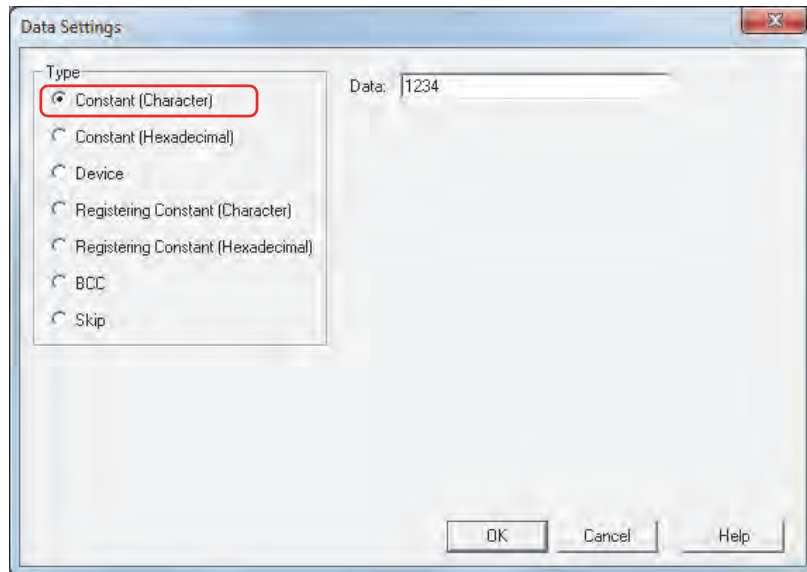 Data Settings
Type
Constant (Character)
Constant (Hexadecimal)
Device
Registering Constant (Character)
Registering Constant (Hexadecimal)
BCC
Skip
Data: 1234
OK Cancel Help